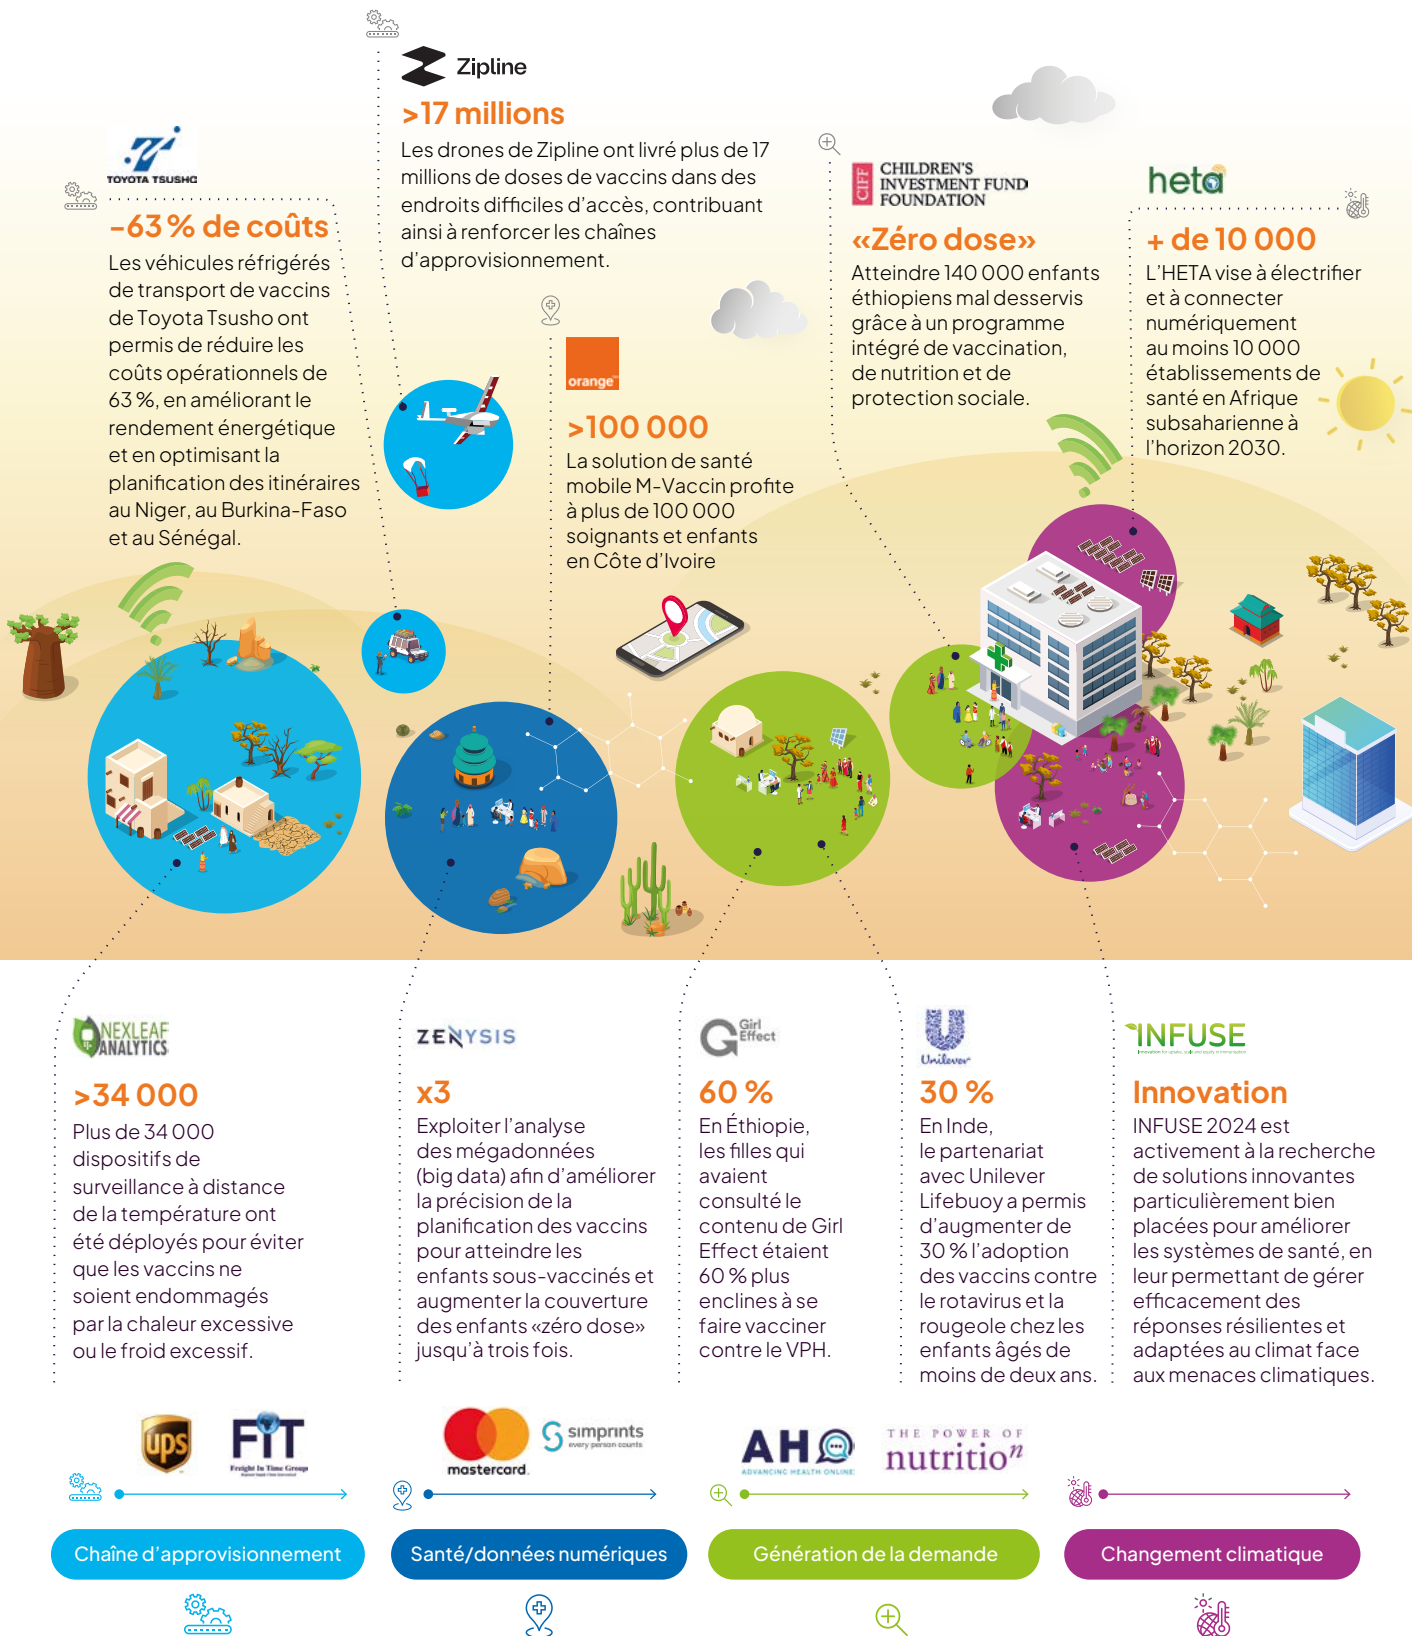 Zipline
>17 millions
Les drones de Zipline ont livré plus de 17
millions de doses de vaccins dans des
endroits difficiles d'accès, contribuant
ainsi à renforcer les chaînes
d'approvisionnement.
TOYOTA TSUSHO
-63 % de coûts
Les véhicules réfrigérés
de transport de vaccins
de Toyota Tsusho ont
permis de réduire les
coûts opérationnels de
63 %, en améliorant le
rendement énergétique
et en optimisant la
planification des itinéraires
au Niger, au Burkina-Faso
et au Sénégal.
orange
>100 000
La solution de santé
mobile M-Vaccin profite
à plus de 100 000
soignants et enfants
en Côte d'Ivoire
CIFF
CHILDREN'S
INVESTMENT FUND
FOUNDATION
«Zéro dose»
Atteindre 140 000 enfants
éthiopiens mal desservis
grâce à un programme
intégré de vaccination,
de nutrition et de
protection sociale.
heta
+ de 10 000
L'HETA vise à électrifier
et à connecter
numériquement
au moins 10 000
établissements de
santé en Afrique
subsaharienne à
l'horizon 2030.
NEXLEAF
ANALYTICS
>34 000
Plus de 34 000
dispositifs de
surveillance à distance
de la température ont
été déployés pour éviter
que les vaccins ne
soient endommagés
par la chaleur excessive
ou le froid excessif.
ZENYSIS
x3
Exploiter l'analyse
des mégadonnées
(big data) afin d'améliorer
la précision de la
planification des vaccins
pour atteindre les
enfants sous-vaccinés et
augmenter la couverture
des enfants «zéro dose»
jusqu'à trois fois.
Girl
Effect
60 %
En Éthiopie,
les filles qui
avaient
consulté le
contenu de Girl
Effect étaient
60 % plus
enclines à se
faire vacciner
contre le VPH.
Unilever
30 %
En Inde,
le partenariat
avec Unilever
Lifebuoy a permis
d'augmenter de
30 % l'adoption
des vaccins contre
le rotavirus et la
rougeole chez les
enfants âgés de
moins de deux ans.
INFUSE
Innovation for uptake, scale and equity in immunisation
Innovation
INFUSE 2024 est
activement à la recherche
de solutions innovantes
particulièrement bien
placées pour améliorer
les systèmes de santé, en
leur permettant de gérer
efficacement des
réponses résilientes et
adaptées au climat face
aux menaces climatiques.
ups
FiT
Freight In Time Group
mastercard.
simprints
every person counts
AHO
ADVANCING HEALTH ONLINE
THE POWER OF
nutrition
Chaîne d'approvisionnement
Santé/données numériques
Génération de la demande
Changement climatique